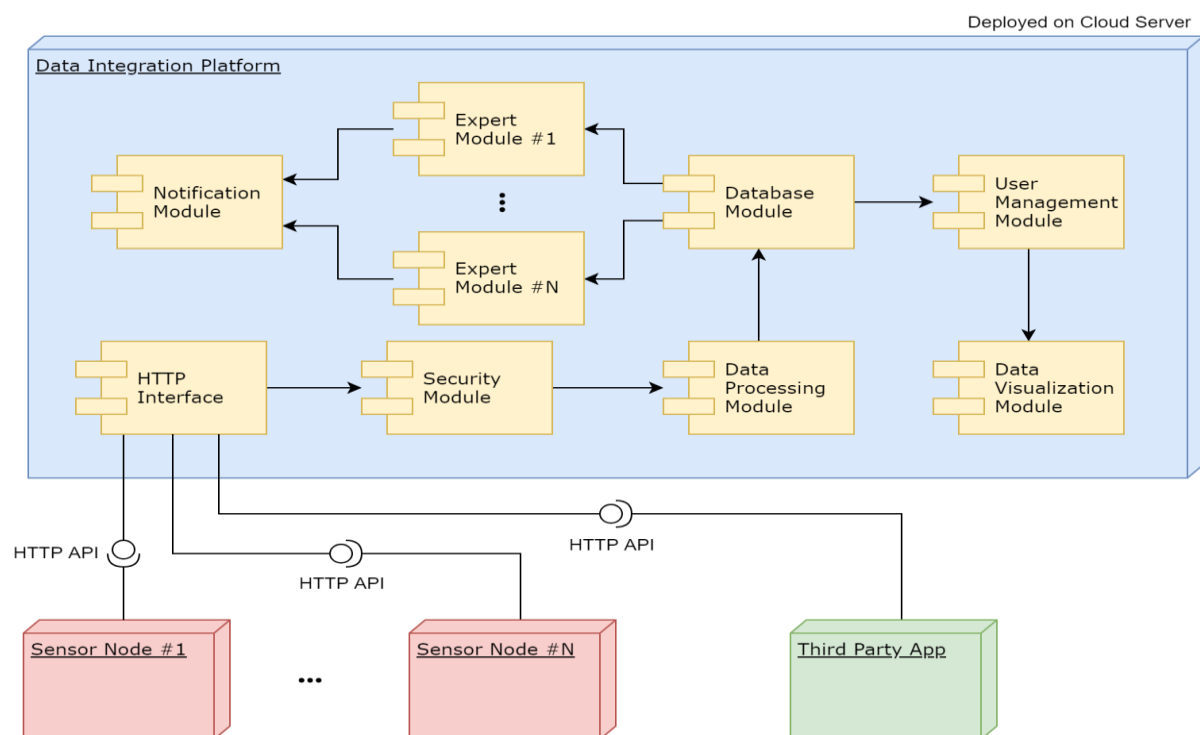 Deployed on Cloud Server
Data Integration Platform
Expert
Module #1
Notification
Module
Database
Module
User
Management
Module
Expert
Module #N
HTTP
Interface
Security
Module
Data
Processing
Module
Data
Visualization
Module
HTTP API
HTTP API
HTTP API
Sensor Node #1
Sensor Node #N
Third Party App